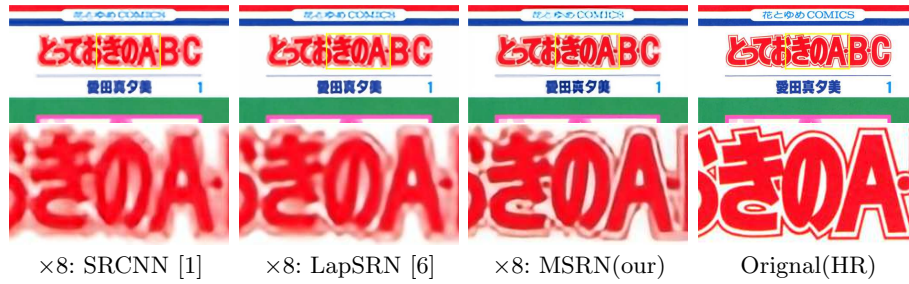 花とゆめCOMICS 花とゆめCOMICS 花とゆめCOMICS 花とゆめCOMICS
とっておきのA・B・C とっておきのA・B・C とっておきのA・B・C とっておきのA・B・C
愛田真夕美 1 愛田真夕美 1 愛田真夕美 1 愛田真夕美 1
おきのA・ おきのA・ おきのA・ おきのA・
×8: SRCNN [1] ×8: LapSRN [6] ×8: MSRN(our) Orignal(HR)